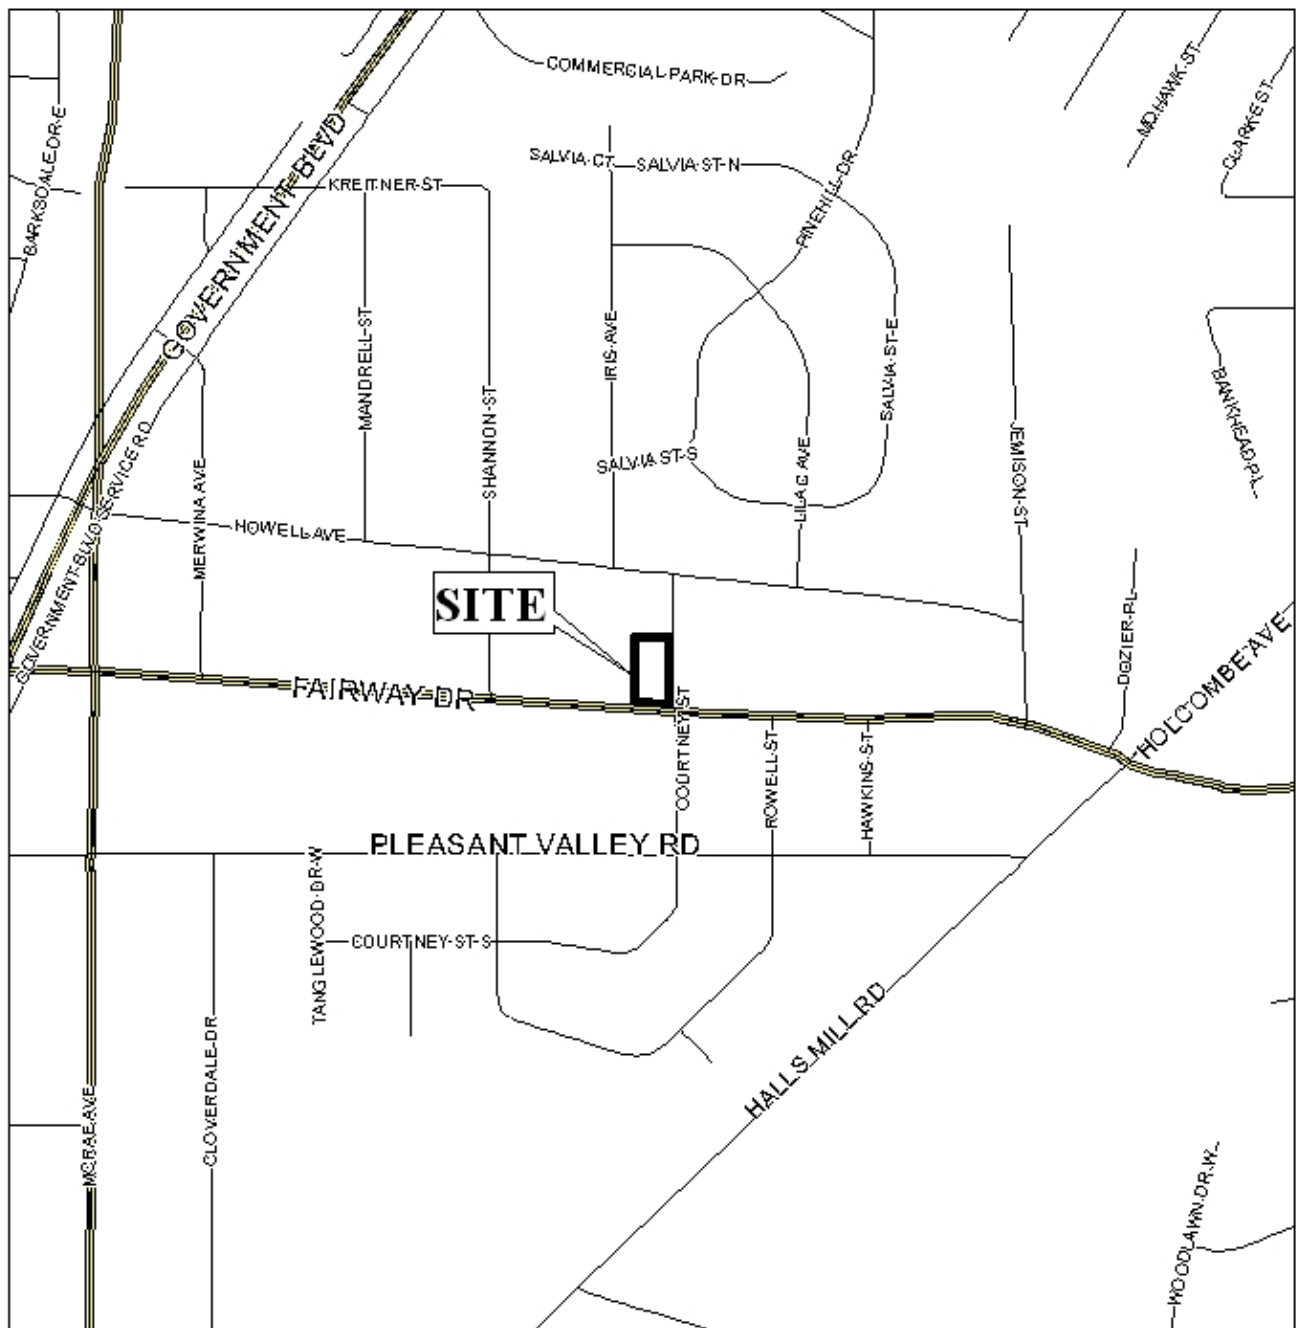 COMMERCIAL PARK DR
MOHAWK ST
CLARKE ST
BARKSDALE DR E
GOVERNMENT BLVD
SALVIA CT
SALVIA ST N
KREITNER ST
PINEHILL DR
MANDRELL ST
IRIS AVE
SALVIA ST E
SHANNON ST
BANKHEAD PL
JEMISON ST
LILAC AVE
SALVIA ST S
GOVERNMENT BLVD SERVICE RD
MERWINA AVE
HOWELL AVE
SITE
DOZIER PL
HOLCOMBE AVE
FAIRWAY DR
COURTNEY ST
ROWELL ST
HAWKINS ST
PLEASANT VALLEY RD
TANGLEWOOD DR W
COURTNEY ST S
HALLS MILL RD
CLOVERDALE DR
MCRAE AVE
WOODLAWN DR W